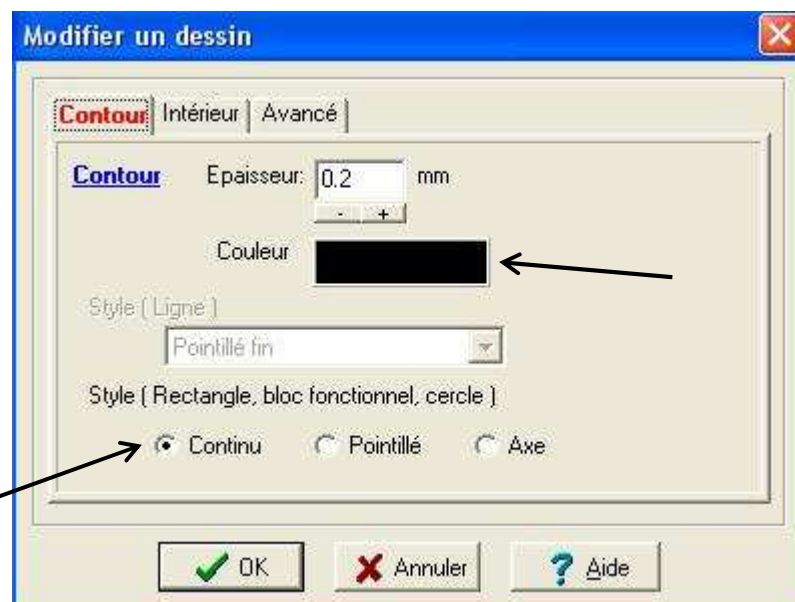 Modifier un dessin
Contour Intérieur Avancé
Contour Epaisseur: 0.2 mm
- +
Couleur
Style ( Ligne )
Pointillé fin
Style ( Rectangle, bloc fonctionnel, cercle )
Continu Pointillé Axe
OK Annuler ? Aide